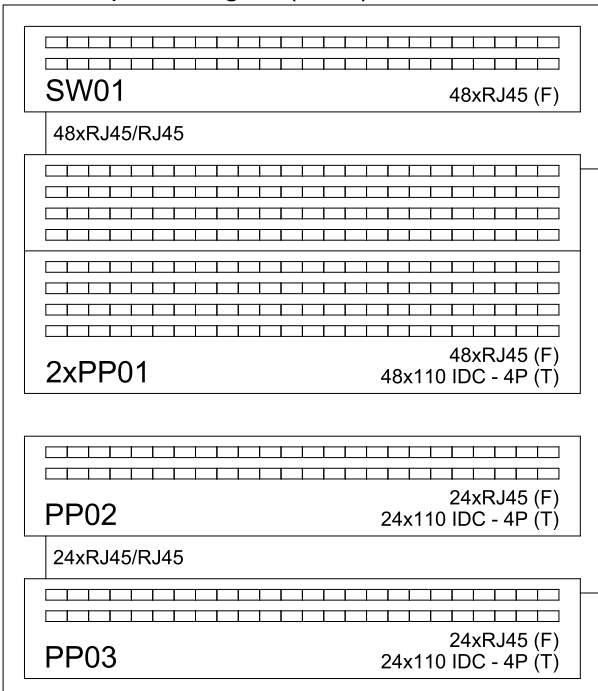 SW01
48xRJ45 (F)
48xRJ45/RJ45
48xRJ45 (F)
2xPP01
48x110 IDC - 4P (T)
24xRJ45 (F)
PP02
24x110 IDC - 4P (T)
24xRJ45/RJ45
24xRJ45 (F)
PP03
24x110 IDC - 4P (T)